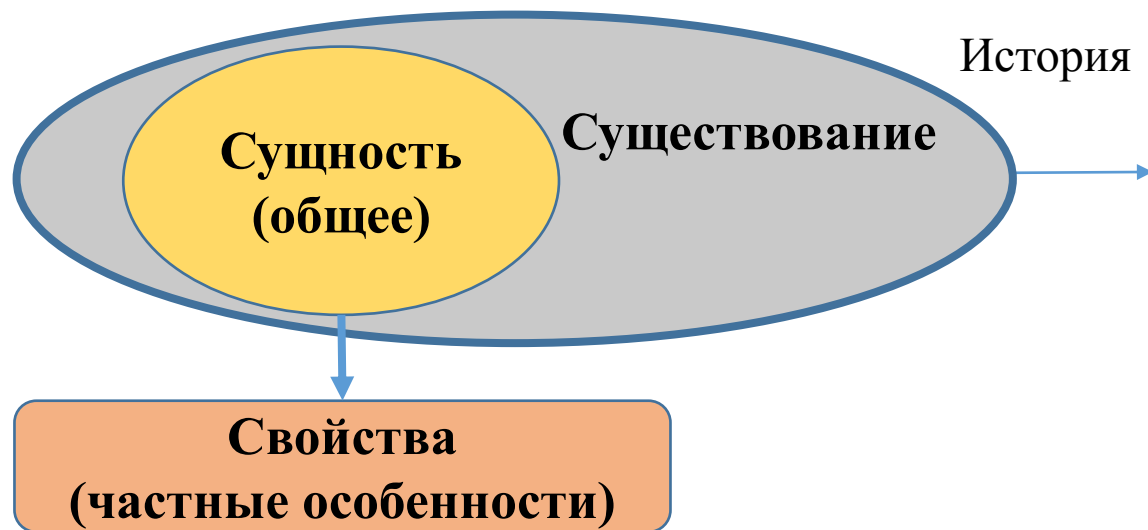 История
Существование
Сущность
(общее)
Свойства
(частные особенности)